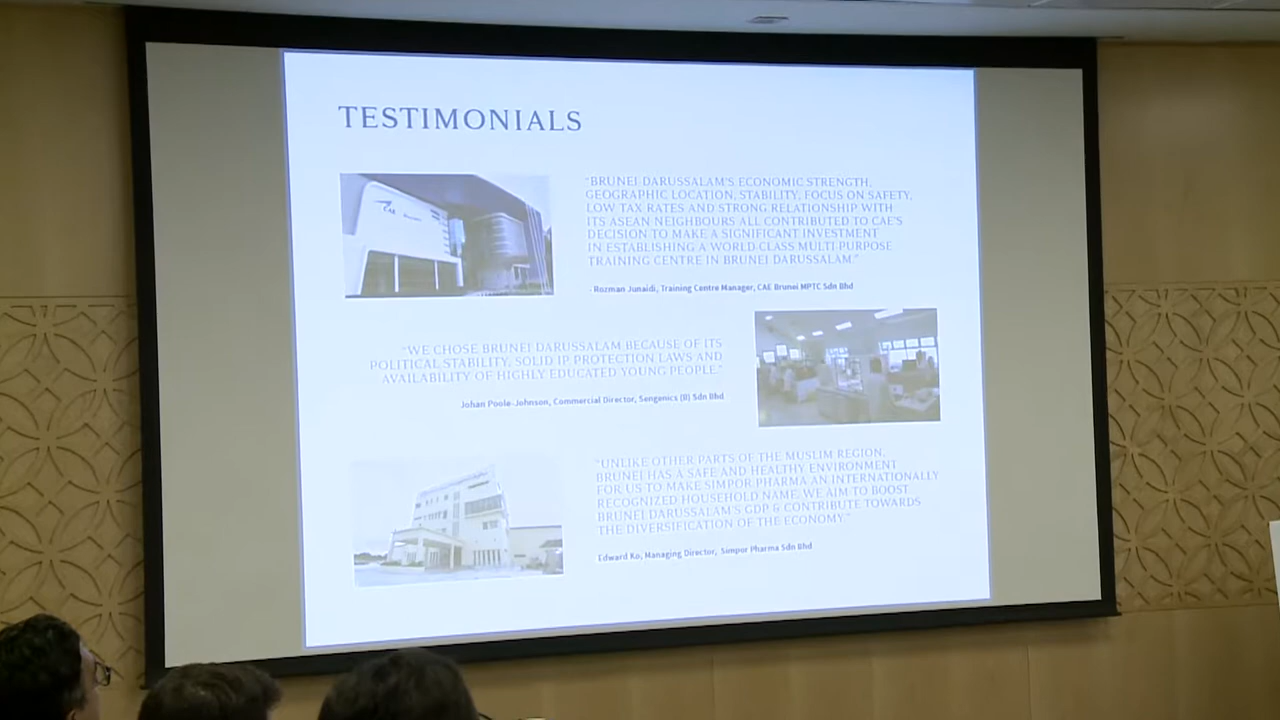 TESTIMONIALS
CAE
"BRUNEI DARUSSALAM'S ECONOMIC STRENGTH,
GEOGRAPHIC LOCATION, STABILITY, FOCUS ON SAFETY,
LOW TAX RATES AND STRONG RELATIONSHIP WITH
ITS ASEAN NEIGHBOURS ALL CONTRIBUTED TO CAE'S
DECISION TO MAKE A SIGNIFICANT INVESTMENT
IN ESTABLISHING A WORLD-CLASS MULTI PURPOSE
TRAINING CENTRE IN BRUNEI DARUSSALAM."
- Rozman Junaidi, Training Centre Manager, CAE Brunei MPTC Sdn Bhd
"WE CHOSE BRUNEI DARUSSALAM BECAUSE OF ITS
POLITICAL STABILITY, SOLID IP PROTECTION LAWS AND
AVAILABILITY OF HIGHLY EDUCATED YOUNG PEOPLE."
Johan Poole-Johnson, Commercial Director, Sengenics (B) Sdn Bhd
"UNLIKE OTHER PARTS OF THE MUSLIM REGION,
BRUNEI HAS A SAFE AND HEALTHY ENVIRONMENT
FOR US TO MAKE SIMPOR PHARMA AN INTERNATIONALLY
RECOGNIZED HOUSEHOLD NAME. WE AIM TO BOOST
BRUNEI DARUSSALAM'S GDP & CONTRIBUTE TOWARDS
THE DIVERSIFICATION OF THE ECONOMY."
Edward Ko, Managing Director, Simpor Pharma Sdn Bhd